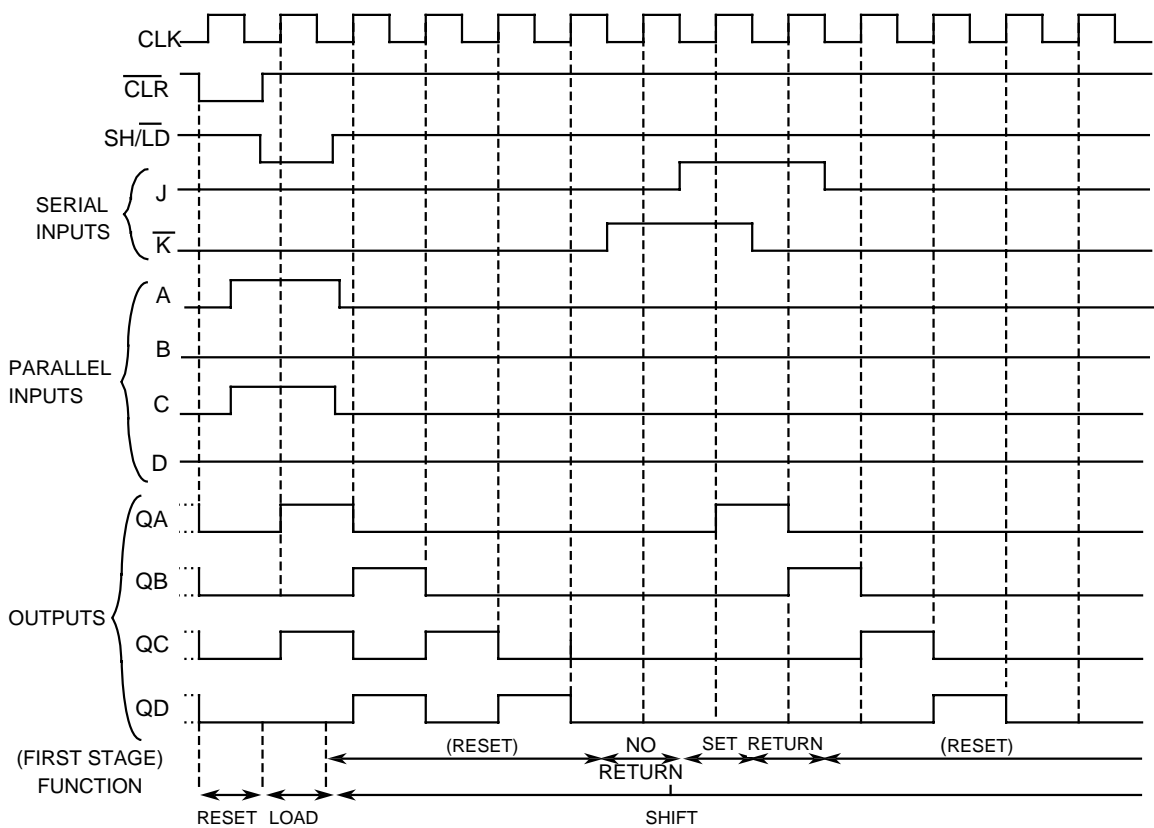 CLK
CLR
SH/LD
SERIAL
INPUTS
J
K
PARALLEL
INPUTS
A
B
C
D
OUTPUTS
QA
QB
QC
QD
(FIRST STAGE)
FUNCTION
(RESET)
NO
RETURN
SET
RETURN
(RESET)
RESET
LOAD
SHIFT